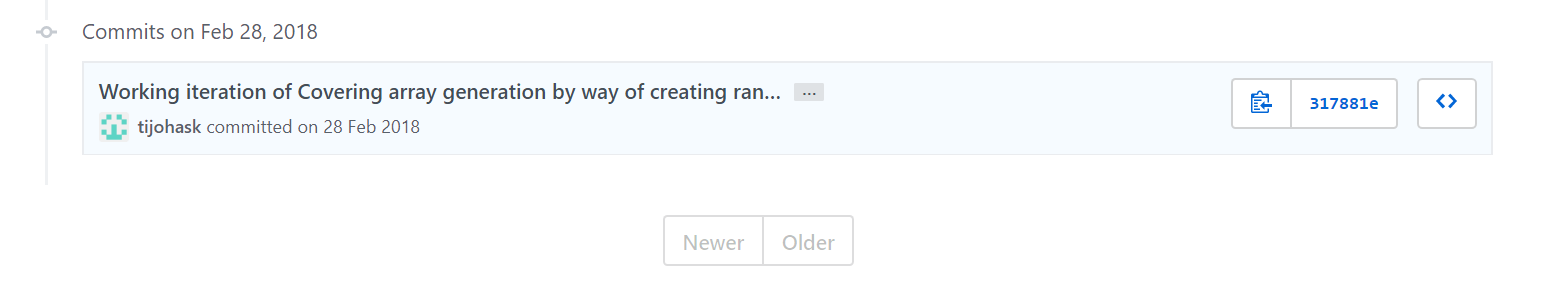 Commits on Feb 28, 2018
Working iteration of Covering array generation by way of creating ran... ...
tijohask committed on 28 Feb 2018
317881e
Newer Older